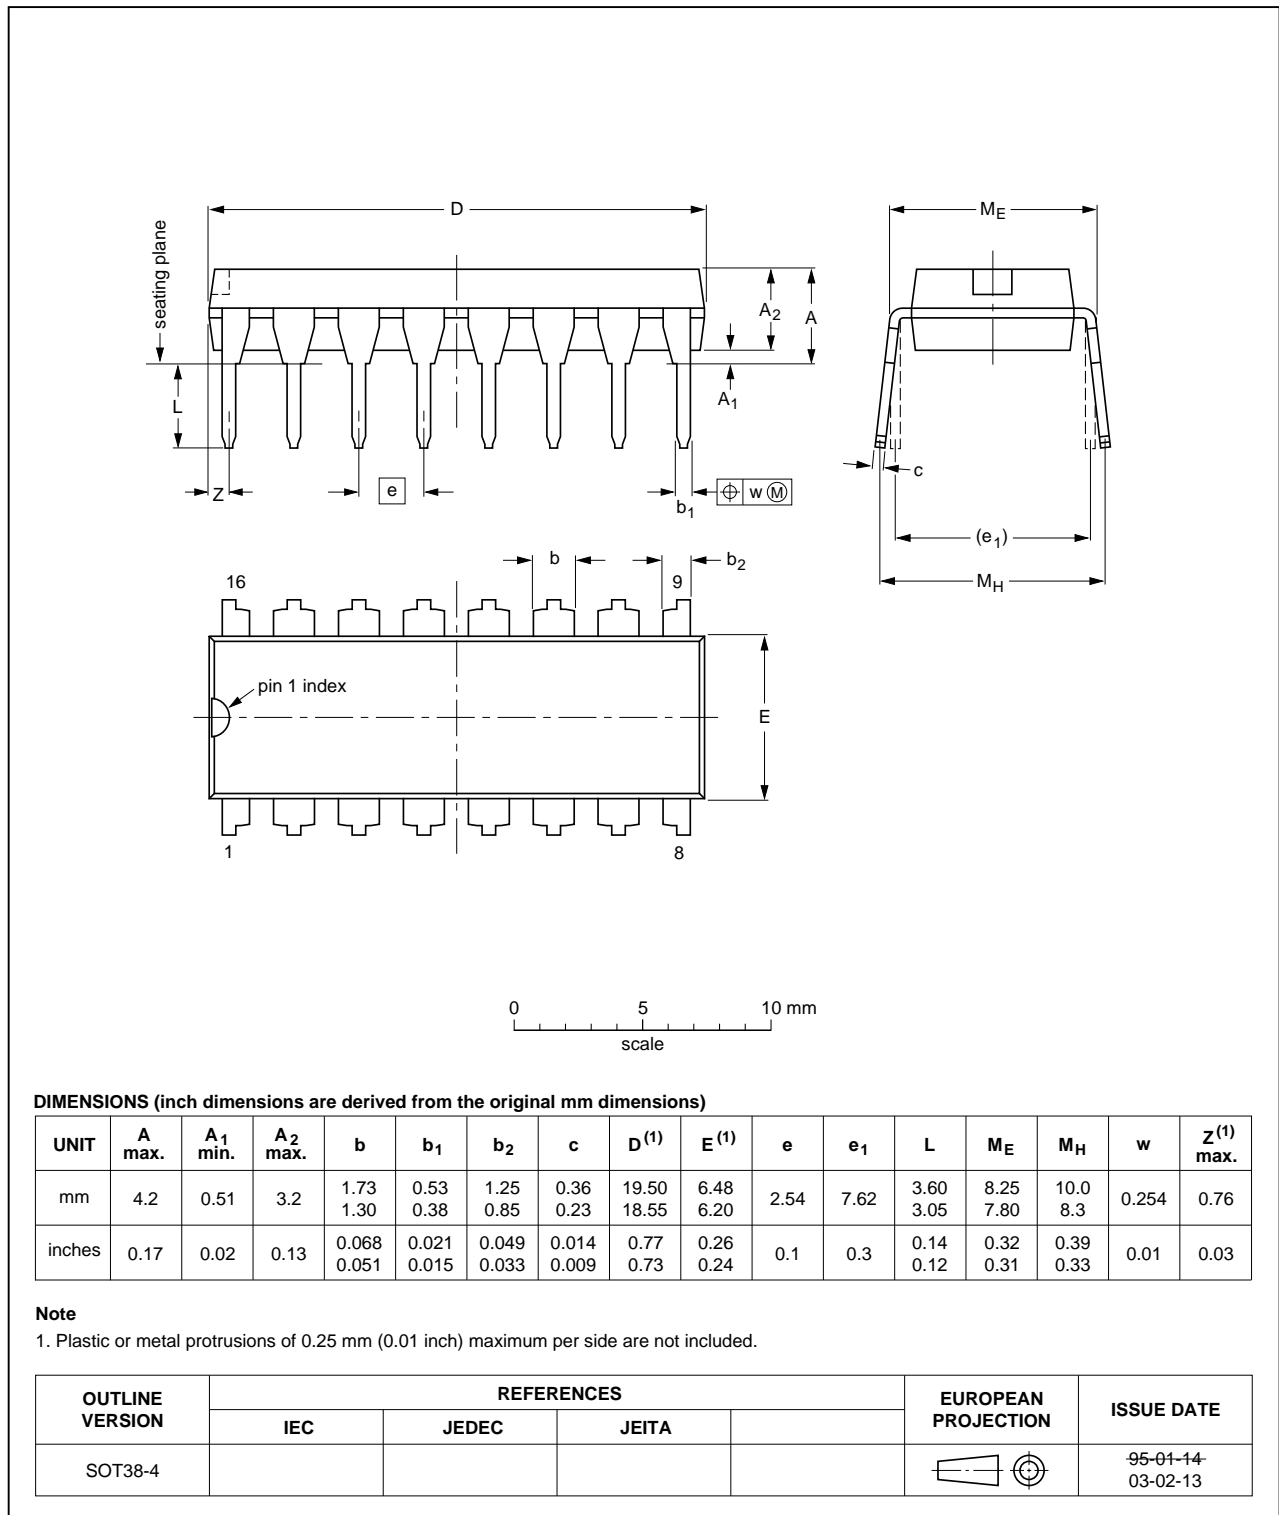 D
ME
seating plane
A2
A
L
A1
Z
e
b1
w M
c
(e1)
MH
b
b2
16
9
pin 1 index
E
1
8
0 5 10 mm
scale
DIMENSIONS (inch dimensions are derived from the original mm dimensions)
UNIT A max. A1 min. A2 max. b b1 b2 c D(1) E(1) e e1 L ME MH w Z(1) max.
mm 4.2 0.51 3.2 1.73 1.30 0.53 0.38 1.25 0.85 0.36 0.23 19.50 18.55 6.48 6.20 2.54 7.62 3.60 3.05 8.25 7.80 10.0 8.3 0.254 0.76
inches 0.17 0.02 0.13 0.068 0.051 0.021 0.015 0.049 0.033 0.014 0.009 0.77 0.73 0.26 0.24 0.1 0.3 0.14 0.12 0.32 0.31 0.39 0.33 0.01 0.03
Note
1. Plastic or metal protrusions of 0.25 mm (0.01 inch) maximum per side are not included.
OUTLINE VERSION
REFERENCES
IEC JEDEC JEITA
EUROPEAN PROJECTION
ISSUE DATE
SOT38-4
95-01-14
03-02-13